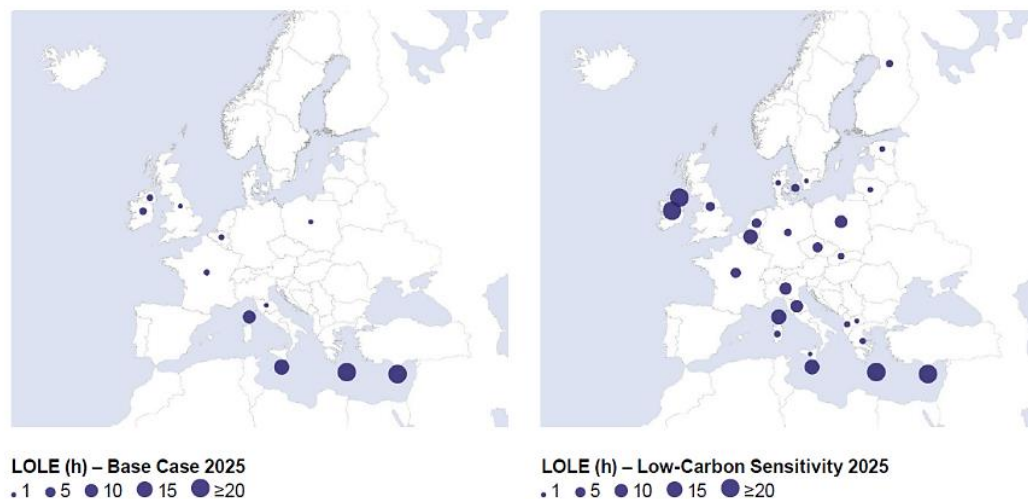 LOLE (h) – Base Case 2025
1 5 10 15 ≥20
LOLE (h) – Low-Carbon Sensitivity 2025
1 5 10 15 ≥20